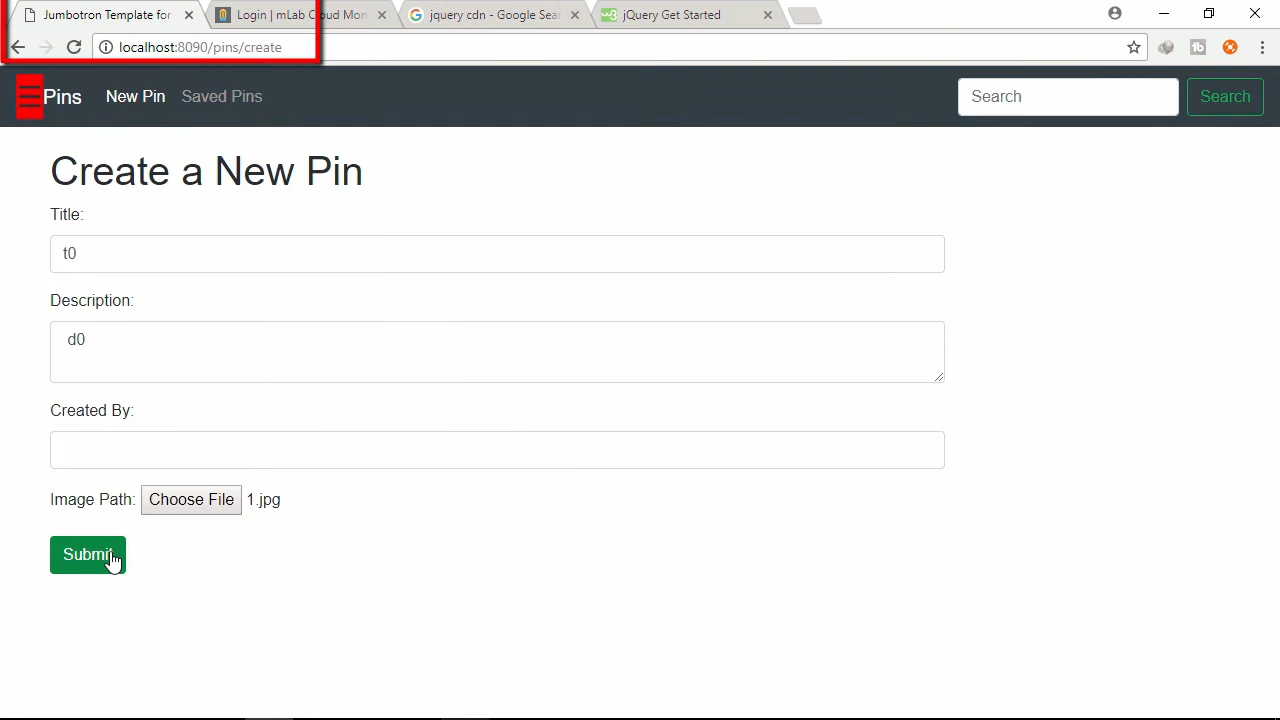 Jumbotron Template for
Login | mLab Cloud Mon
jquery cdn - Google Sea
jQuery Get Started
localhost:8090/pins/create
Pins
New Pin
Saved Pins
Search
Search
Create a New Pin
Title:
t0
Description:
d0
Created By:
Image Path: Choose File 1.jpg
Submit